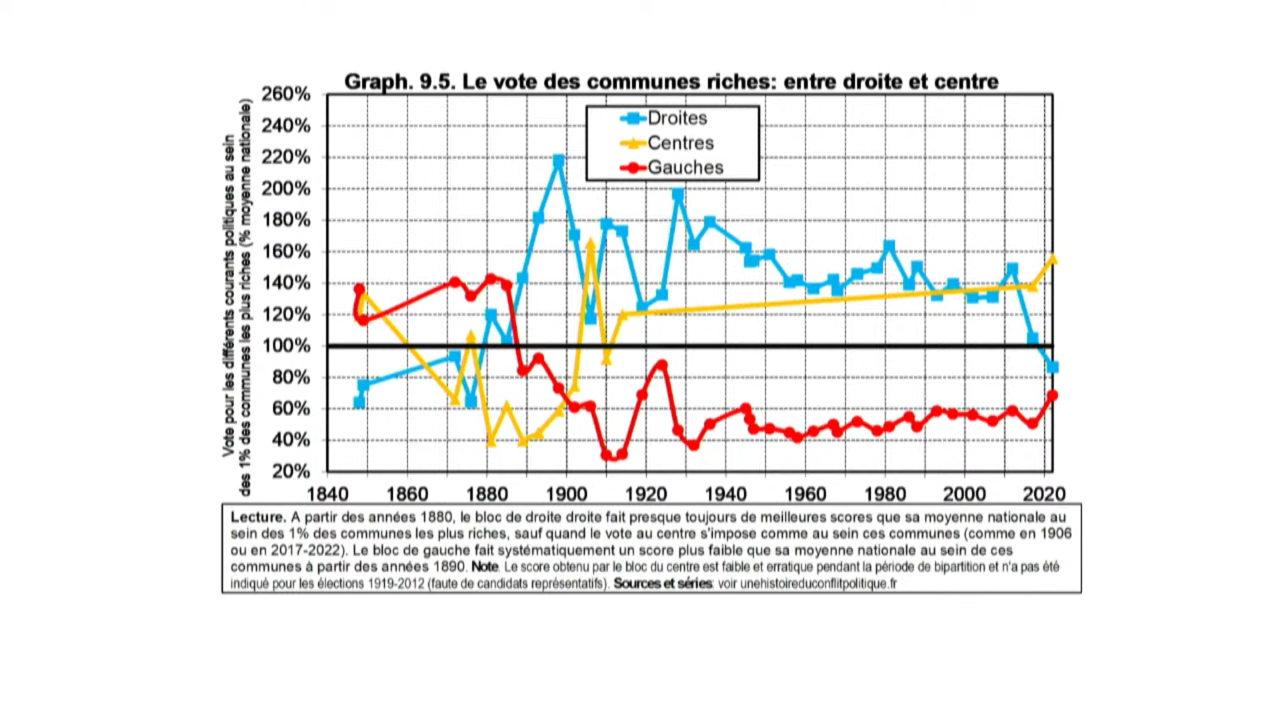 Graph. 9.5. Le vote des communes riches: entre droite et centre
Vote pour les différents courants politiques au sein
des 1% des communes les plus riches (% moyenne nationale)
260%
240%
220%
200%
180%
160%
140%
120%
100%
80%
60%
40%
20%
Droites
Centres
Gauches
1840 1860 1880 1900 1920 1940 1960 1980 2000 2020
Lecture. A partir des années 1880, le bloc de droite droite fait presque toujours de meilleures scores que sa moyenne nationale au
sein des 1% des communes les plus riches, sauf quand le vote au centre s'impose comme au sein ces communes (comme en 1906
ou en 2017-2022). Le bloc de gauche fait systématiquement un score plus faible que sa moyenne nationale au sein de ces
communes à partir des années 1890. Note. Le score obtenu par le bloc du centre est faible et erratique pendant la période de bipartition et n'a pas été
indiqué pour les élections 1919-2012 (faute de candidats représentatifs). Sources et séries: voir unehistoireduconflitpolitique.fr